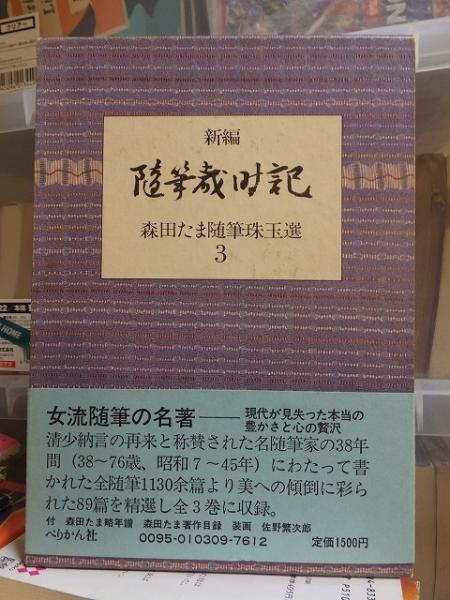 新編
随筆歳時記
森田たま随筆珠玉選
3
女流随筆の名著――現代が見失った本当の
豊かさと心の贅沢
清少納言の再来と称賛された名随筆家の38年
間（38〜76歳、昭和7〜45年）にわたって書
かれた全随筆1130余篇より美への傾倒に彩ら
れた89篇を精選し全3巻に収録。
付 森田たま略年譜 森田たま著作目録 装画 佐野繁次郎
ぺりかん社 0095-010309-7612 定価1500円
クリアー
HOME